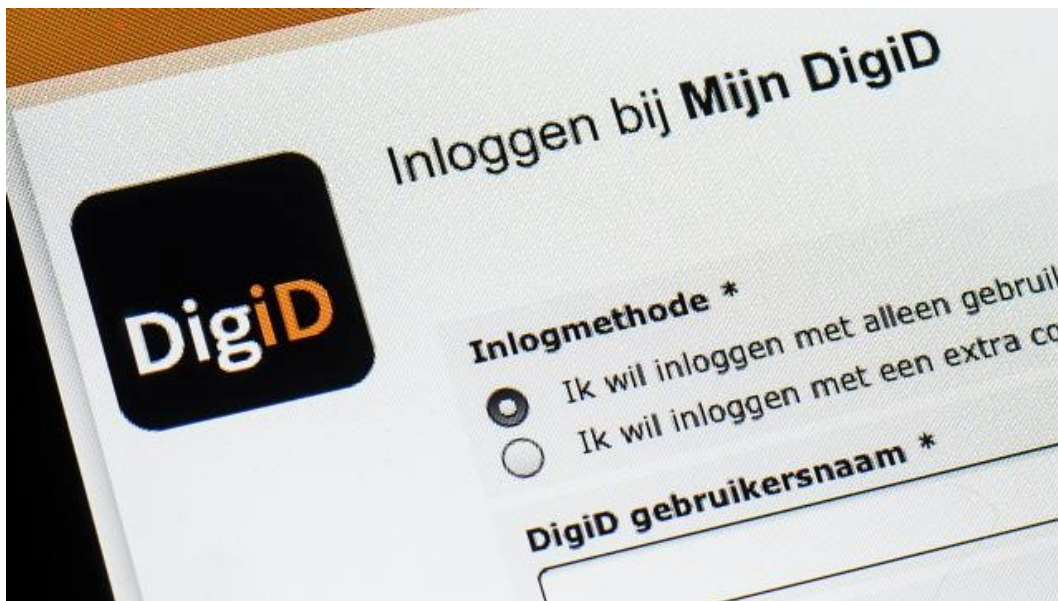 Inloggen bij Mijn DigiD
DigiD
Inlogmethode *
Ik wil inloggen met alleen
Ik wil inloggen met een extra
DigiD gebruikersnaam *